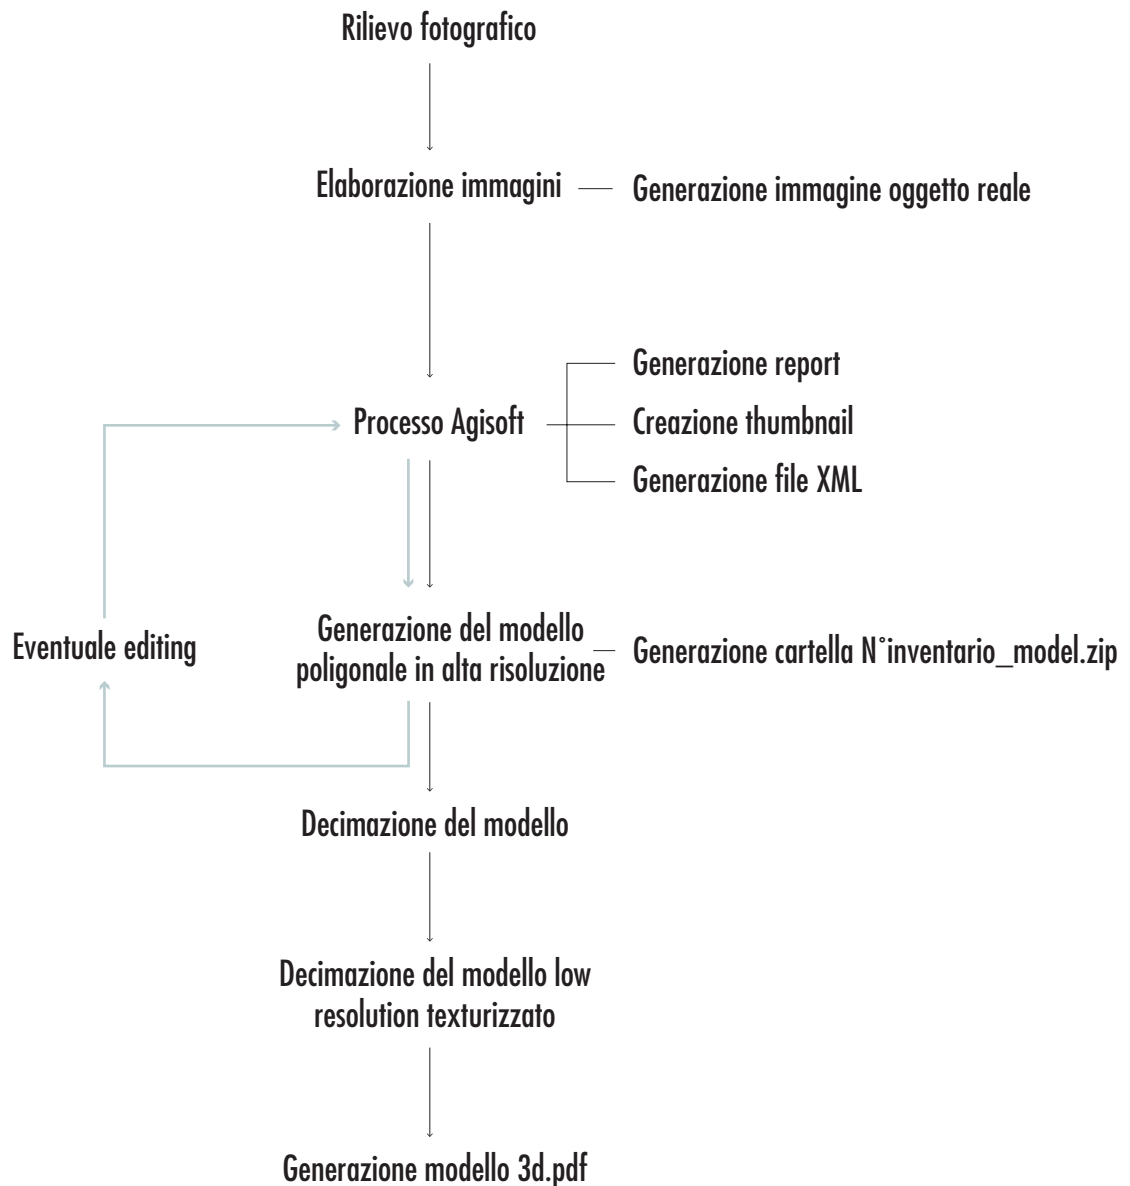 Rilievo fotografico
Elaborazione immagini
Generazione immagine oggetto reale
Generazione report
Processo Agisoft
Creazione thumbnail
Generazione file XML
Eventuale editing
Generazione del modello
poligonale in alta risoluzione
Generazione cartella N°inventario_model.zip
Decimazione del modello
Decimazione del modello low
resolution texturizzato
Generazione modello 3d.pdf